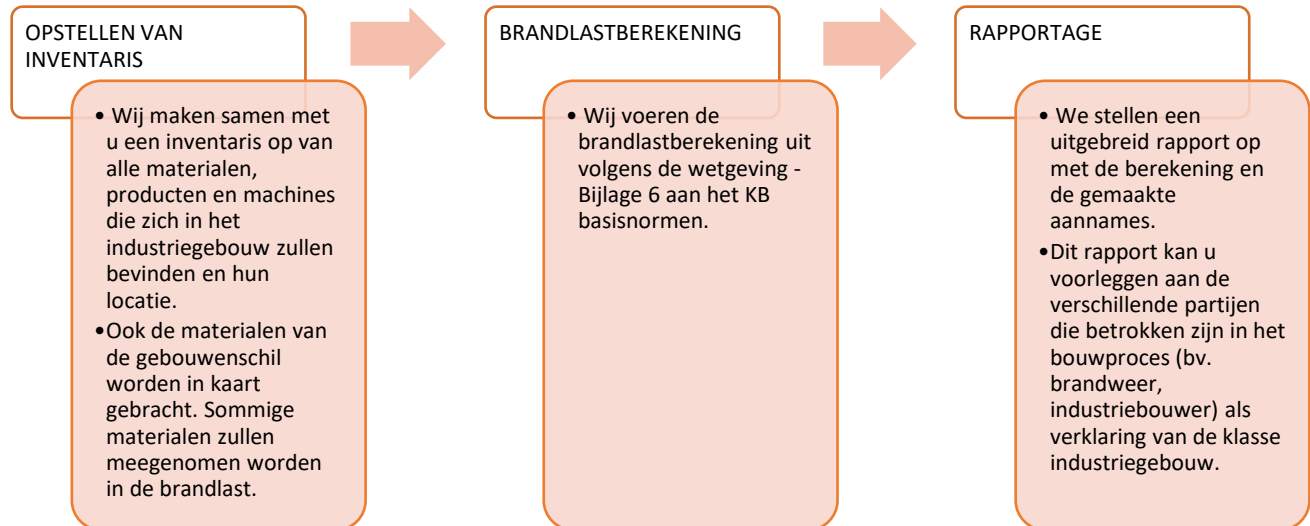 OPSTELLEN VAN
INVENTARIS
• Wij maken samen met
u een inventaris op van
alle materialen,
producten en machines
die zich in het
industriegebouw zullen
bevinden en hun
locatie.
•Ook de materialen van
de gebouwenschil
worden in kaart
gebracht. Sommige
materialen zullen
meegenomen worden
in de brandlast.
BRANDLASTBEREKENING
• Wij voeren de
brandlastberekening uit
volgens de wetgeving -
Bijlage 6 aan het KB
basisnormen.
RAPPORTAGE
• We stellen een
uitgebreid rapport op
met de berekening en
de gemaakte
aannames.
•Dit rapport kan u
voorleggen aan de
verschillende partijen
die betrokken zijn in het
bouwproces (bv.
brandweer,
industriebouwer) als
verklaring van de klasse
industriegebouw.